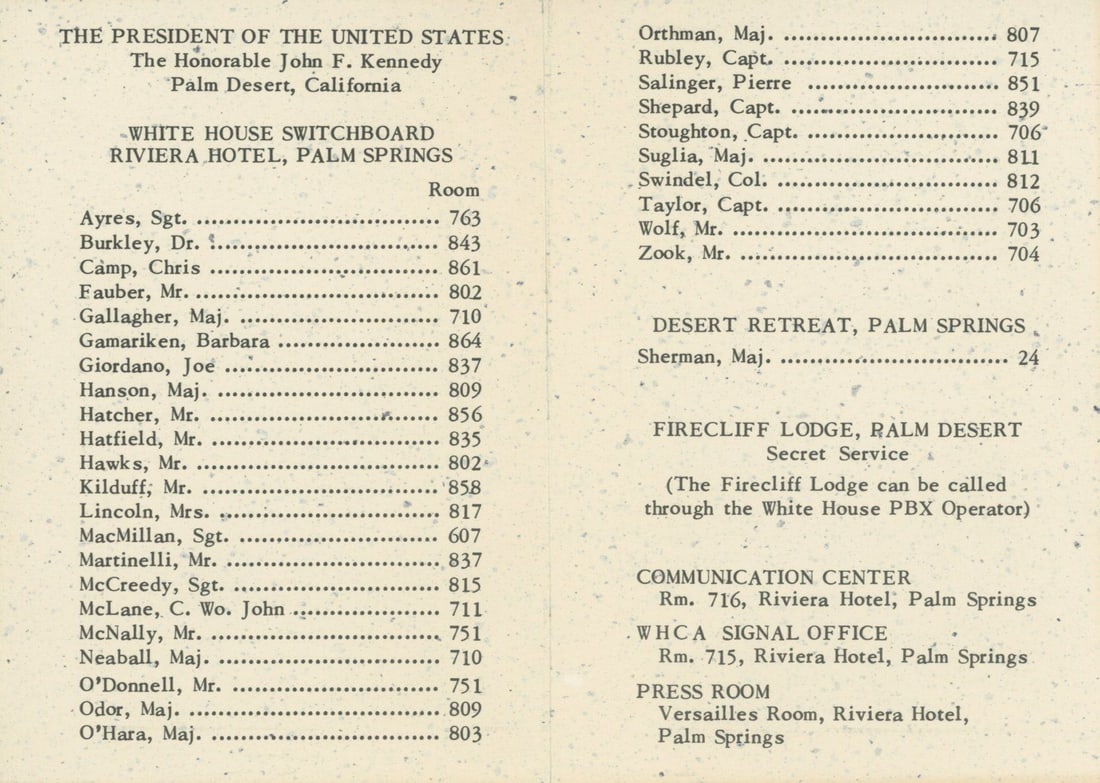 THE PRESIDENT OF THE UNITED STATES
The Honorable John F. Kennedy
Palm Desert, California
WHITE HOUSE SWITCHBOARD
RIVIERA HOTEL, PALM SPRINGS
Room
Ayres, Sgt. ................................ 763
Burkley, Dr. .............................. 843
Camp, Chris ............................... 861
Fauber, Mr. ................................ 802
Gallagher, Maj. ............................ 710
Gamariken, Barbara ..................... 864
Giordano, Joe ............................ 837
Hanson, Maj. ............................... 809
Hatcher, Mr. ............................... 856
Hatfield, Mr. ............................... 835
Hawks, Mr. ................................ 802
Kilduff, Mr. ............................... 858
Lincoln, Mrs. .............................. 817
MacMillan, Sgt. ........................... 607
Martinelli, Mr. ............................ 837
McCreedy, Sgt. ............................ 815
McLane, C. Wo. John ................... 711
McNally, Mr. .............................. 751
Neaball, Maj. .............................. 710
O'Donnell, Mr. ........................... 751
Odor, Maj. ................................. 809
O'Hara, Maj. ............................... 803
Orthman, Maj. ............................ 807
Rubley, Capt. .............................. 715
Salinger, Pierre ......................... 851
Shepard, Capt. ........................... 839
Stoughton, Capt. ......................... 706
Suglia, Maj. ............................... 811
Swindel, Col. ............................. 812
Taylor, Capt. ............................. 706
Wolf, Mr. ................................... 703
Zook, Mr. .................................. 704
DESERT RETREAT, PALM SPRINGS
Sherman, Maj. .............................. 24
FIRECLIFF LODGE, PALM DESERT
Secret Service
(The Firecliff Lodge can be called
through the White House PBX Operator)
COMMUNICATION CENTER
Rm. 716, Riviera Hotel, Palm Springs
WHCA SIGNAL OFFICE
Rm. 715, Riviera Hotel, Palm Springs
PRESS ROOM
Versailles Room, Riviera Hotel,
Palm Springs